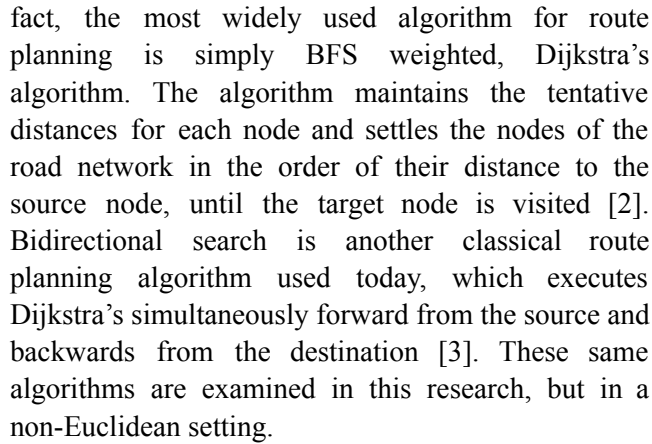 fact, the most widely used algorithm for route
planning is simply BFS weighted, Dijkstra’s
algorithm. The algorithm maintains the tentative
distances for each node and settles the nodes of the
road network in the order of their distance to the
source node, until the target node is visited [2].
Bidirectional search is another classical route
planning algorithm used today, which executes
Dijkstra’s simultaneously forward from the source and
backwards from the destination [3]. These same
algorithms are examined in this research, but in a
non-Euclidean setting.